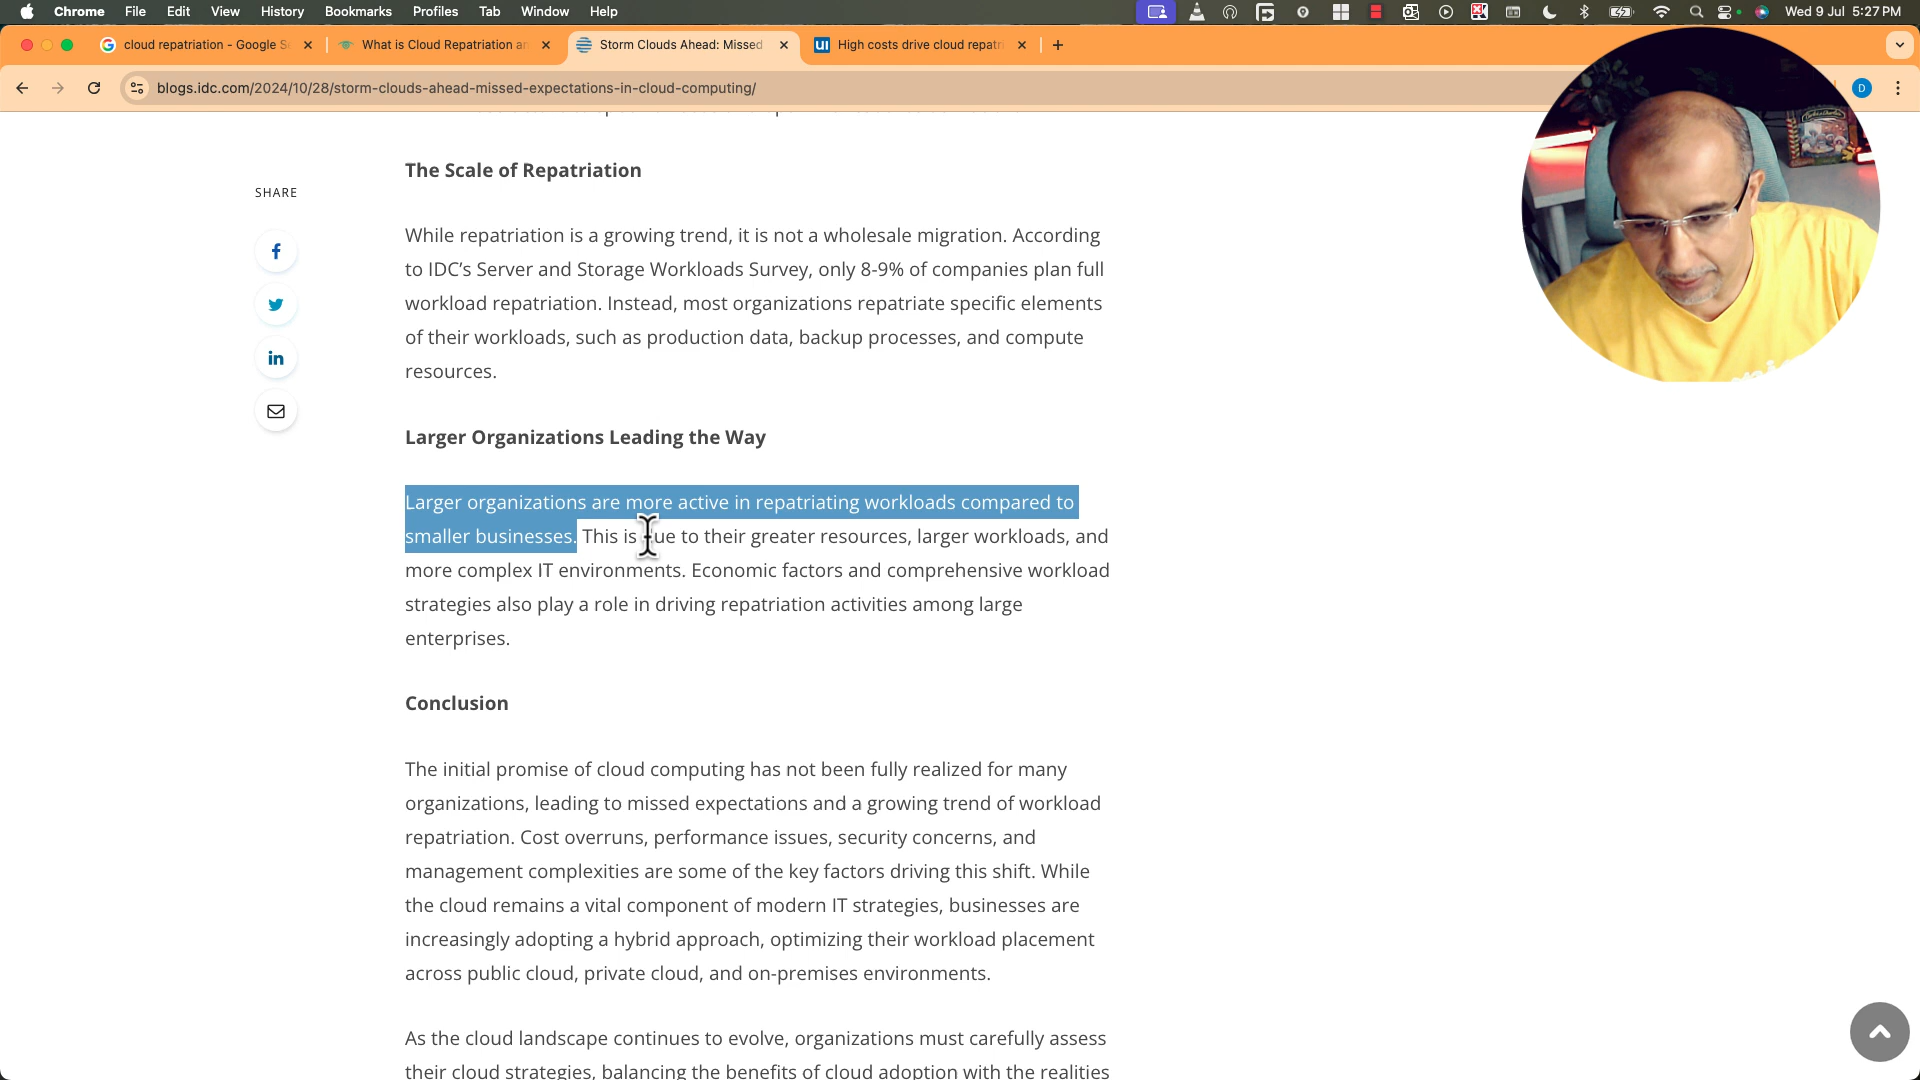 Chrome File Edit View History Bookmarks Profiles Tab Window Help Wed 9 Jul 5:27 PM
cloud repatriation - Google S
What is Cloud Repatriation an
Storm Clouds Ahead: Missed
High costs drive cloud repatri
blogs.idc.com/2024/10/28/storm-clouds-ahead-missed-expectations-in-cloud-computing/
D
The Scale of Repatriation
SHARE
While repatriation is a growing trend, it is not a wholesale migration. According
to IDC’s Server and Storage Workloads Survey, only 8-9% of companies plan full
workload repatriation. Instead, most organizations repatriate specific elements
of their workloads, such as production data, backup processes, and compute
resources.
Larger Organizations Leading the Way
Larger organizations are more active in repatriating workloads compared to
smaller businesses. This is due to their greater resources, larger workloads, and
more complex IT environments. Economic factors and comprehensive workload
strategies also play a role in driving repatriation activities among large
enterprises.
Conclusion
The initial promise of cloud computing has not been fully realized for many
organizations, leading to missed expectations and a growing trend of workload
repatriation. Cost overruns, performance issues, security concerns, and
management complexities are some of the key factors driving this shift. While
the cloud remains a vital component of modern IT strategies, businesses are
increasingly adopting a hybrid approach, optimizing their workload placement
across public cloud, private cloud, and on-premises environments.
As the cloud landscape continues to evolve, organizations must carefully assess
their cloud strategies, balancing the benefits of cloud adoption with the realities